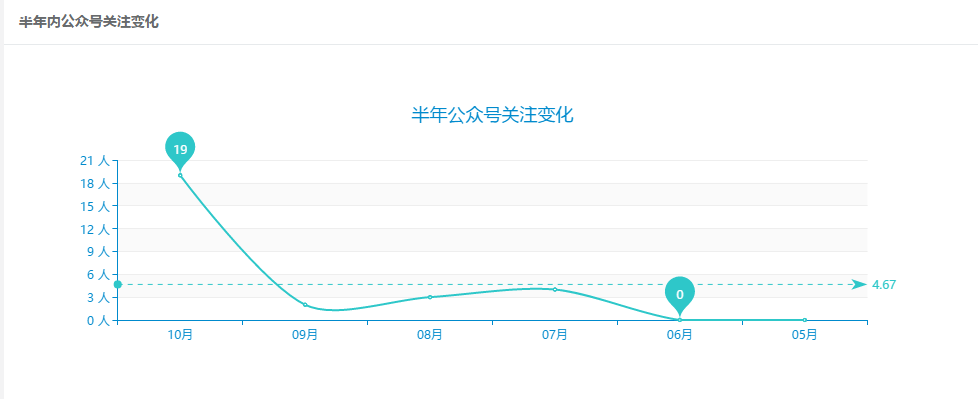 半年内公众号关注变化
半年公众号关注变化
19
21 人
18 人
15 人
12 人
9 人
6 人
4.67
0
3 人
0 人
10月 09月 08月 07月 06月 05月